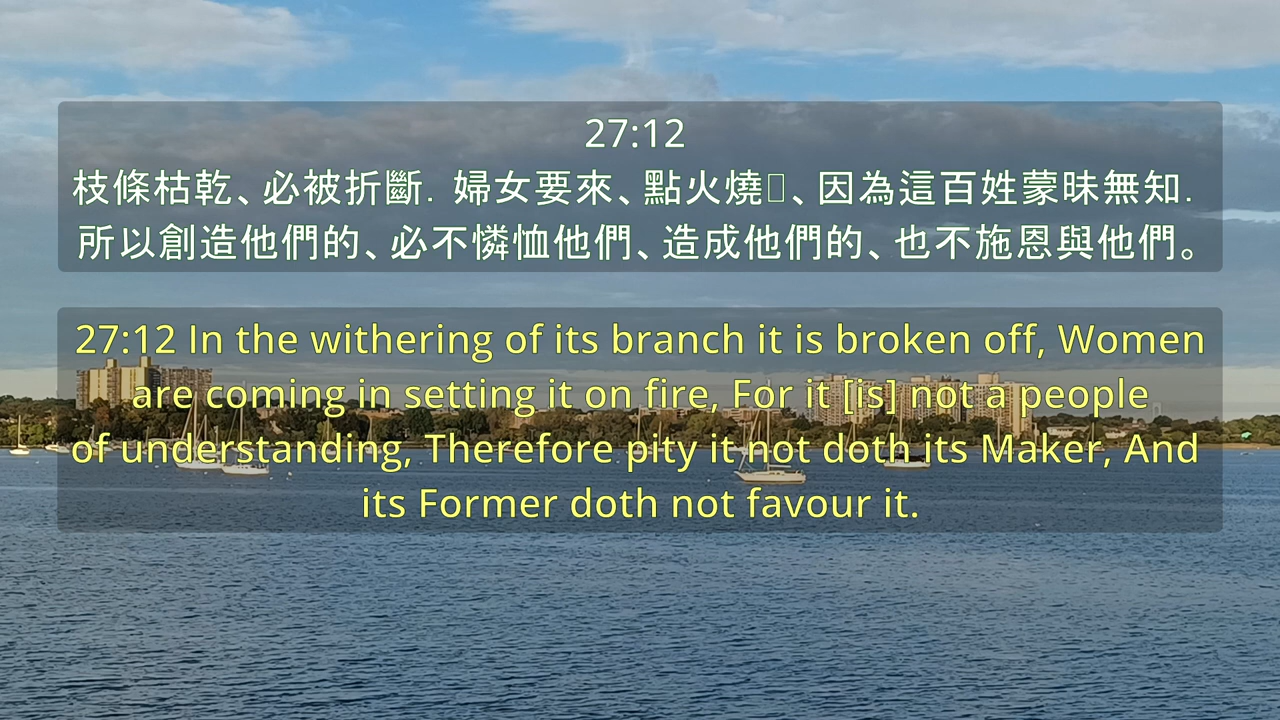 27:12
枝條枯乾、必被折斷．婦女要來、點火燒、因為這百姓蒙昧無知．
所以創造他們的、必不憐恤他們、造成他們的、也不施恩與他們。
27:12 In the withering of its branch it is broken off, Women
are coming in setting it on fire, For it [is] not a people
of understanding, Therefore pity it not doth its Maker, And
its Former doth not favour it.